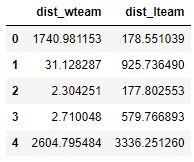 dist_wteam dist_lteam
0 1740.981153 178.551039
1 31.128287 925.736490
2 2.304251 177.802553
3 2.710048 579.766893
4 2604.795484 3336.251260